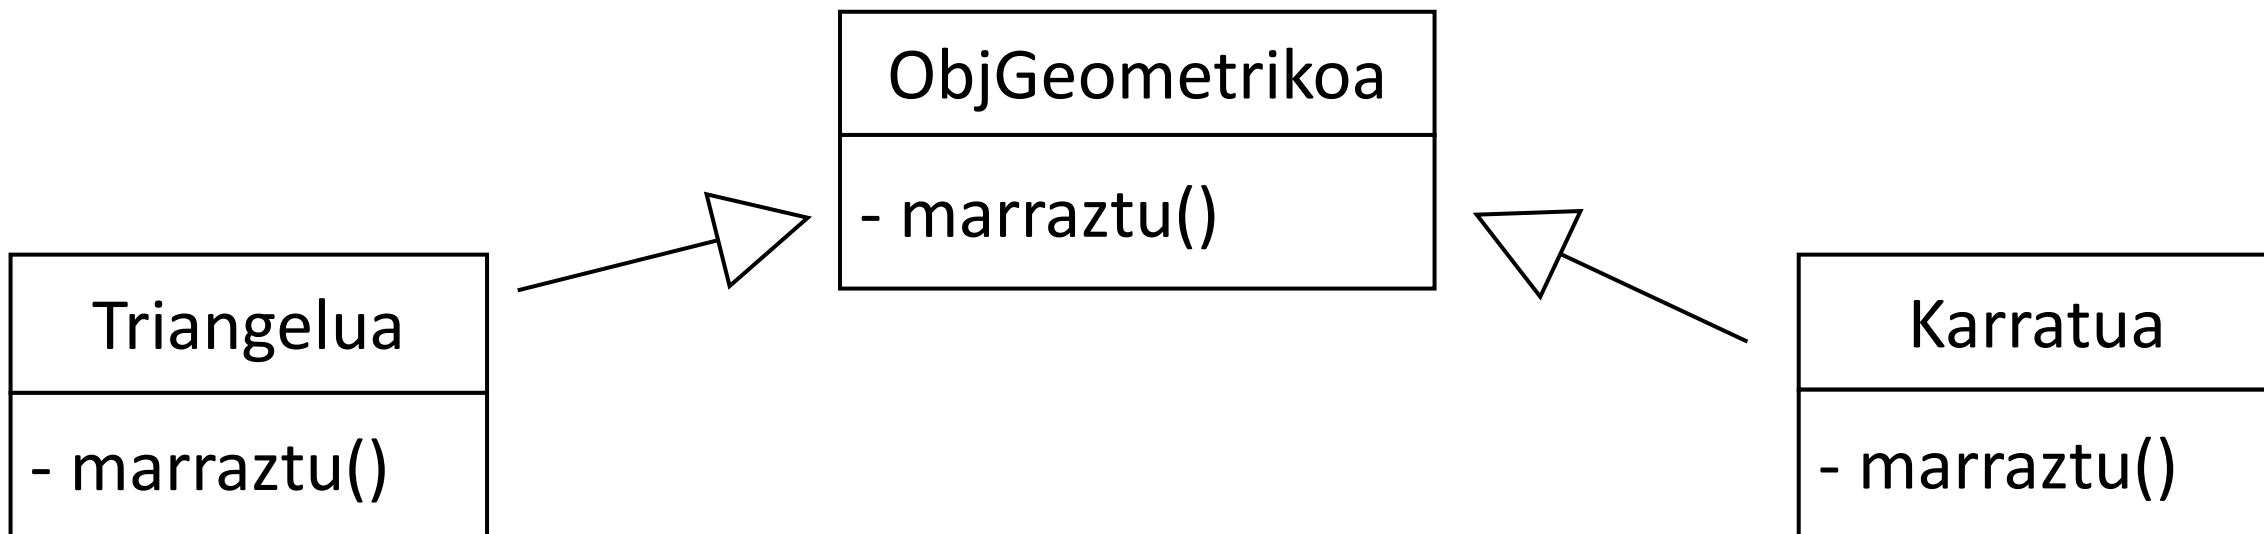 ObjGeometrikoa
- marraztu()
Triangelua
- marraztu()
Karratua
- marraztu()